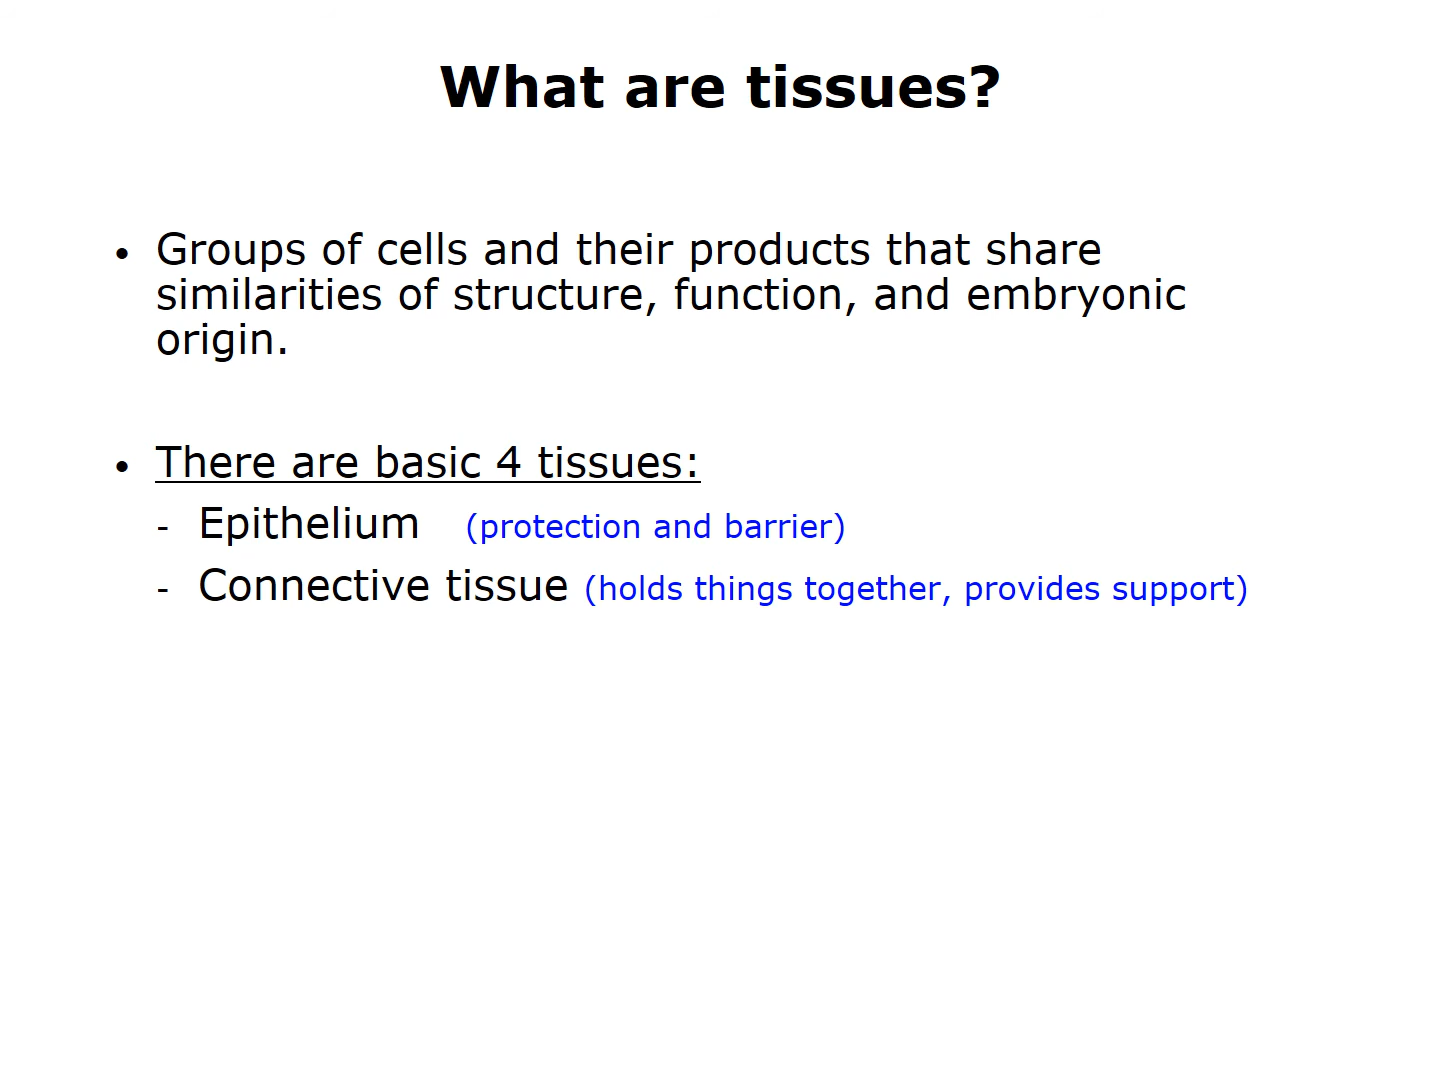 What are tissues?
• Groups of cells and their products that share
similarities of structure, function, and embryonic
origin.
• There are basic 4 tissues:
- Epithelium (protection and barrier)
- Connective tissue (holds things together, provides support)